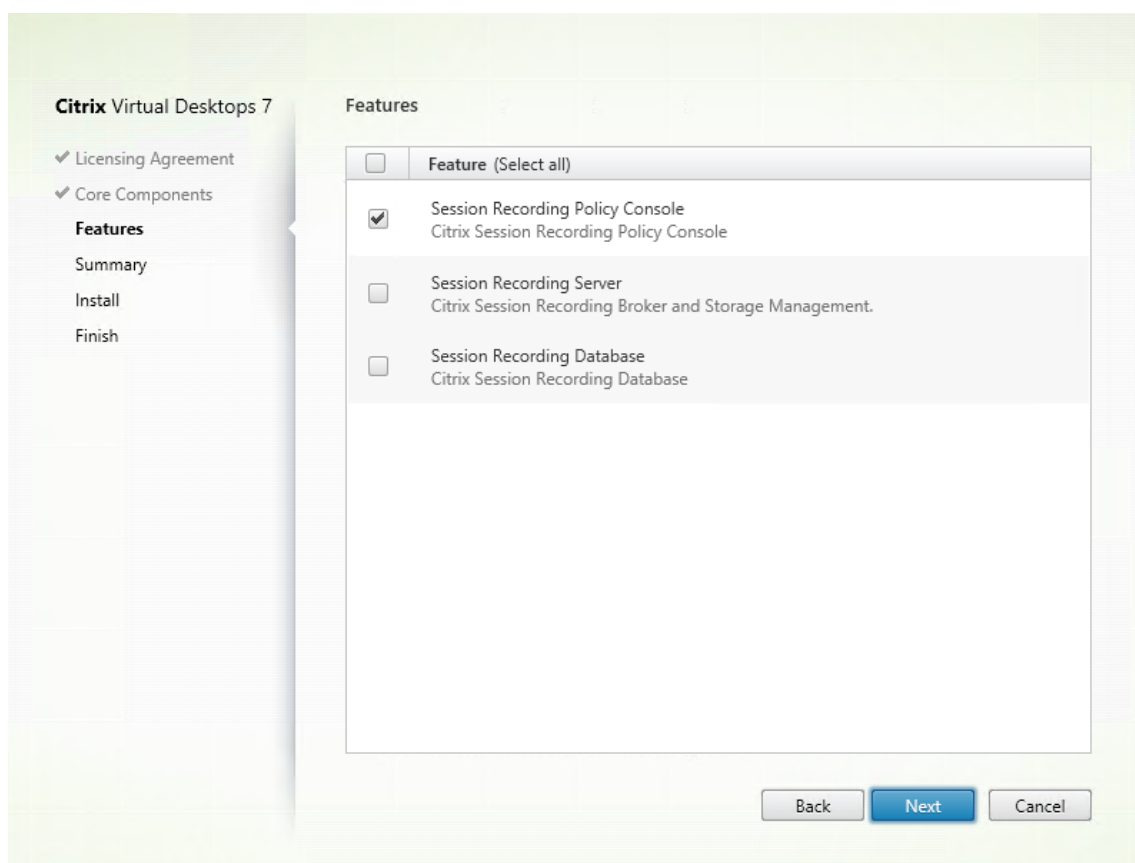 Citrix Virtual Desktops 7
Licensing Agreement
Core Components
Features
Summary
Install
Finish
Features
Feature (Select all)
Session Recording Policy Console
Citrix Session Recording Policy Console
Session Recording Server
Citrix Session Recording Broker and Storage Management.
Session Recording Database
Citrix Session Recording Database
Back
Next
Cancel